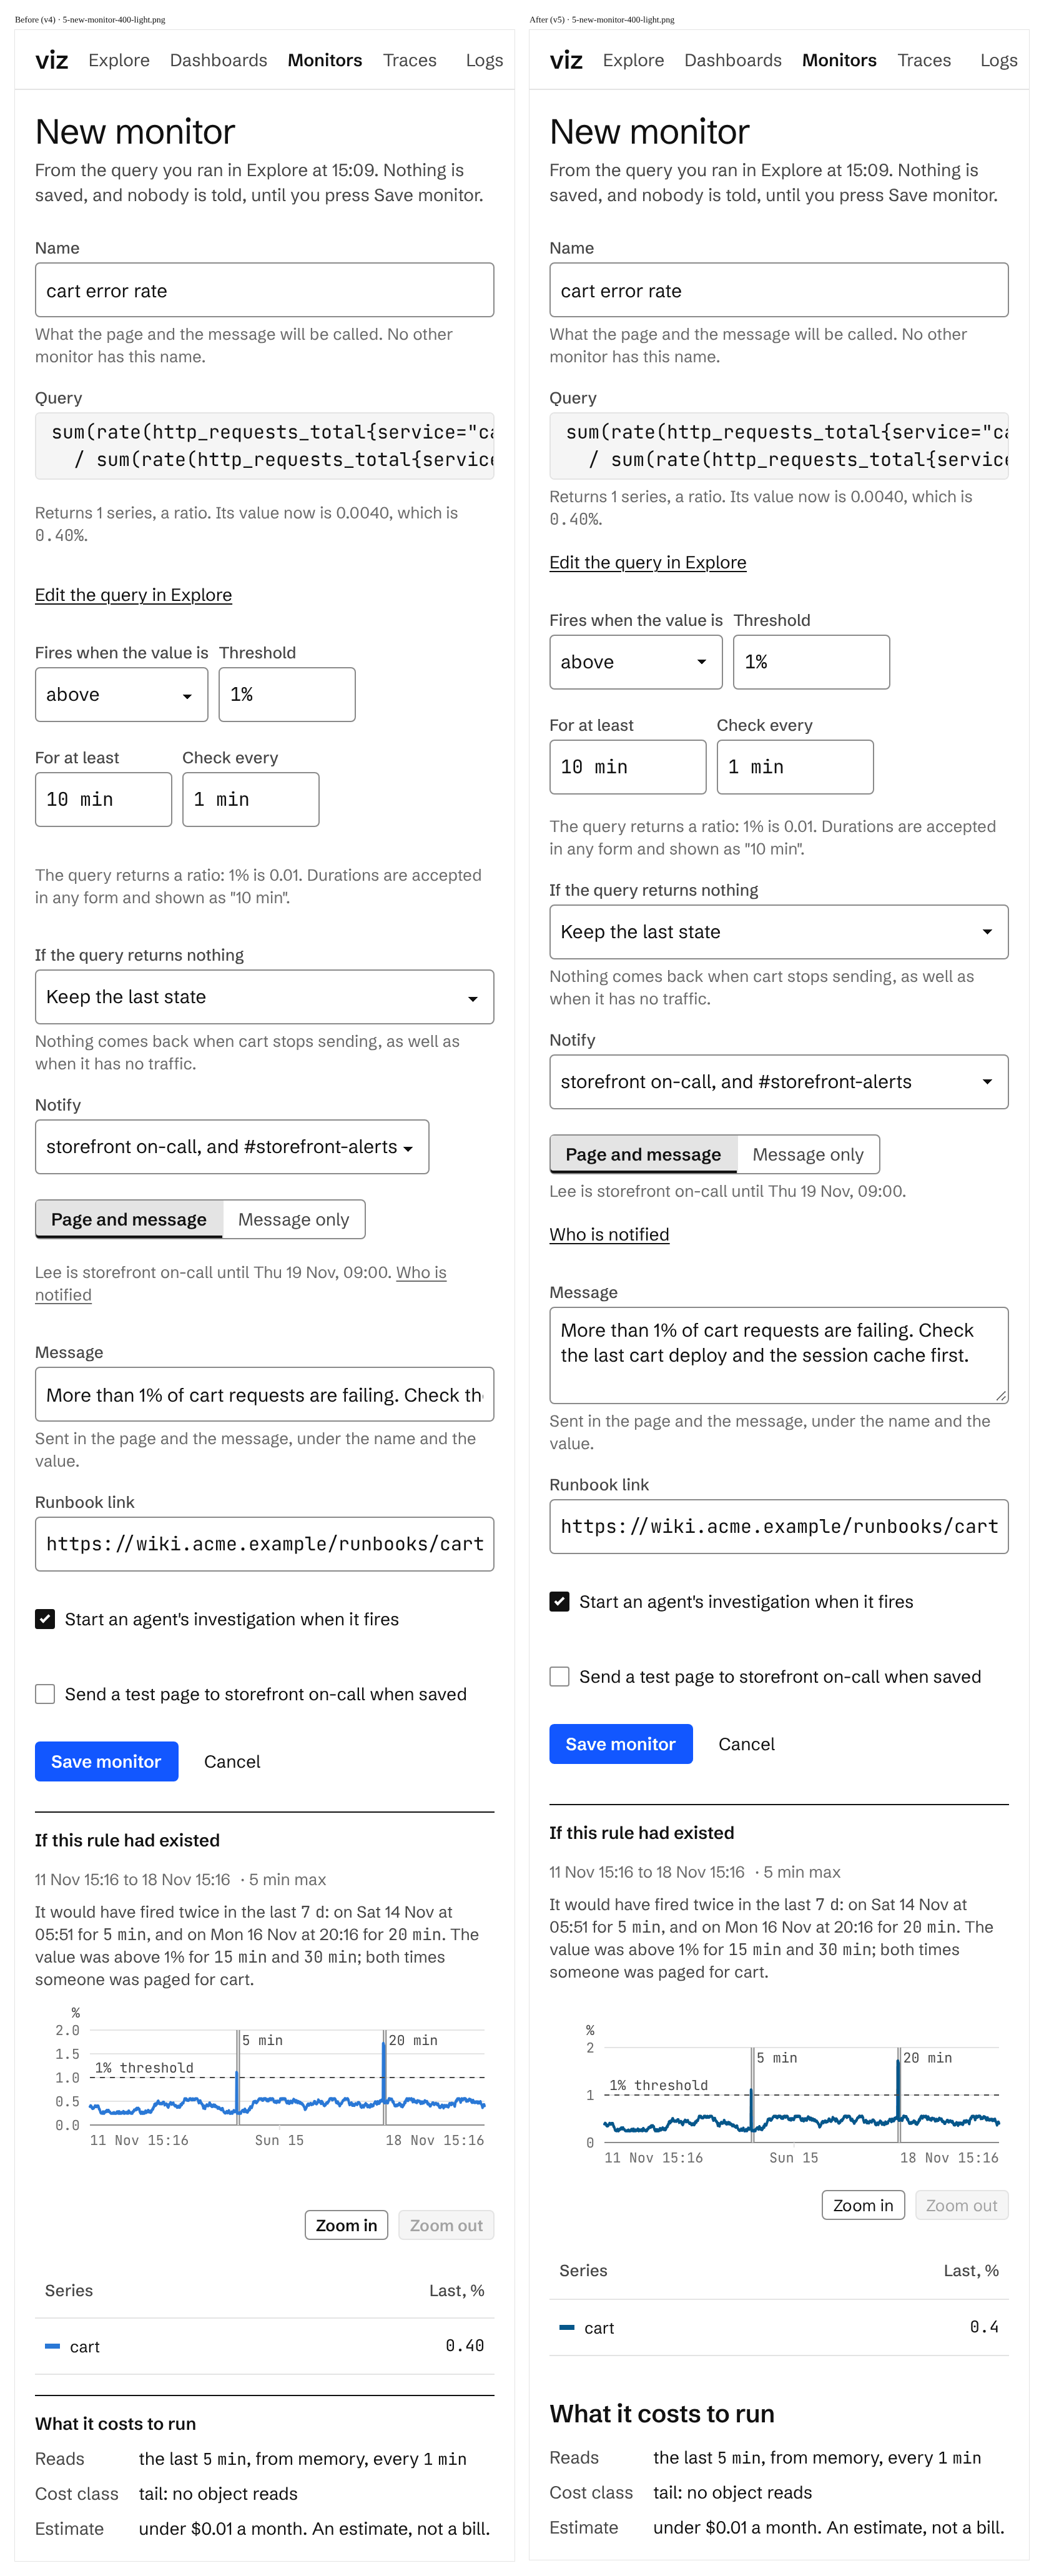 Before (v4) · 5-new-monitor-400-light.png
viz Explore Dashboards Monitors Traces Logs
New monitor
From the query you ran in Explore at 15:09. Nothing is
saved, and nobody is told, until you press Save monitor.
Name
cart error rate
What the page and the message will be called. No other
monitor has this name.
Query
sum(rate(http_requests_total{service="ca
/ sum(rate(http_requests_total{service
Returns 1 series, a ratio. Its value now is 0.0040, which is
0.40%.
Edit the query in Explore
Fires when the value is Threshold
above 1%
For at least Check every
10 min 1 min
The query returns a ratio: 1% is 0.01. Durations are accepted
in any form and shown as "10 min".
If the query returns nothing
Keep the last state
Nothing comes back when cart stops sending, as well as
when it has no traffic.
Notify
storefront on-call, and #storefront-alerts
Page and message Message only
Lee is storefront on-call until Thu 19 Nov, 09:00. Who is
notified
Message
More than 1% of cart requests are failing. Check the
Sent in the page and the message, under the name and the
value.
Runbook link
https://wiki.acme.example/runbooks/cart
Start an agent's investigation when it fires
Send a test page to storefront on-call when saved
Save monitor Cancel
If this rule had existed
11 Nov 15:16 to 18 Nov 15:16 · 5 min max
It would have fired twice in the last 7 d: on Sat 14 Nov at
05:51 for 5 min, and on Mon 16 Nov at 20:16 for 20 min. The
value was above 1% for 15 min and 30 min; both times
someone was paged for cart.
%
2.0
5 min 20 min
1.5
1% threshold
1.0
0.5
0.0
11 Nov 15:16 Sun 15 18 Nov 15:16
Zoom in Zoom out
Series Last, %
cart 0.40
What it costs to run
Reads the last 5 min, from memory, every 1 min
Cost class tail: no object reads
Estimate under $0.01 a month. An estimate, not a bill.
After (v5) · 5-new-monitor-400-light.png
viz Explore Dashboards Monitors Traces Logs
New monitor
From the query you ran in Explore at 15:09. Nothing is
saved, and nobody is told, until you press Save monitor.
Name
cart error rate
What the page and the message will be called. No other
monitor has this name.
Query
sum(rate(http_requests_total{service="ca
/ sum(rate(http_requests_total{service
Returns 1 series, a ratio. Its value now is 0.0040, which is
0.40%.
Edit the query in Explore
Fires when the value is Threshold
above 1%
For at least Check every
10 min 1 min
The query returns a ratio: 1% is 0.01. Durations are accepted
in any form and shown as "10 min".
If the query returns nothing
Keep the last state
Nothing comes back when cart stops sending, as well as
when it has no traffic.
Notify
storefront on-call, and #storefront-alerts
Page and message Message only
Lee is storefront on-call until Thu 19 Nov, 09:00.
Who is notified
Message
More than 1% of cart requests are failing. Check
the last cart deploy and the session cache first.
Sent in the page and the message, under the name and the
value.
Runbook link
https://wiki.acme.example/runbooks/cart
Start an agent's investigation when it fires
Send a test page to storefront on-call when saved
Save monitor Cancel
If this rule had existed
11 Nov 15:16 to 18 Nov 15:16 · 5 min max
It would have fired twice in the last 7 d: on Sat 14 Nov at
05:51 for 5 min, and on Mon 16 Nov at 20:16 for 20 min. The
value was above 1% for 15 min and 30 min; both times
someone was paged for cart.
%
2
5 min 20 min
1% threshold
1
0
11 Nov 15:16 Sun 15 18 Nov 15:16
Zoom in Zoom out
Series Last, %
cart 0.4
What it costs to run
Reads the last 5 min, from memory, every 1 min
Cost class tail: no object reads
Estimate under $0.01 a month. An estimate, not a bill.